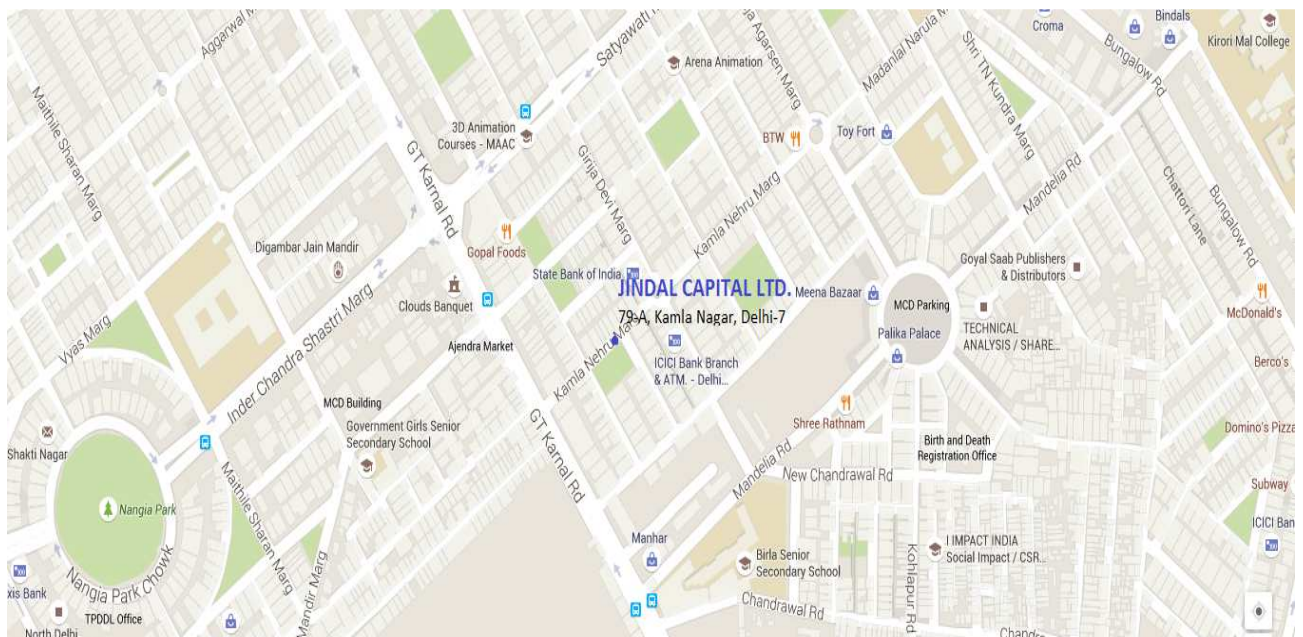 Aggarwal M
Satyawati
ja Agarsen Marg
Madanlal Narula M
Croma
Bindals
Kirori Mal College
Bungalow Rd
Shri TN Kundra Marg
Maithile Sharan Marg
GT Karnal Rd
3D Animation
Courses - MAAC
Arena Animation
BTW
Toy Fort
Girija Devi Marg
Kamla Nehru Marg
Mandelia Rd
Chattori Lane
Bungalow Rd
Digambar Jain Mandir
Gopal Foods
State Bank of India
Goyal Saab Publishers
& Distributors
Clouds Banquet
JINDAL CAPITAL LTD.
79-A, Kamla Nagar, Delhi-7
Meena Bazaar
MCD Parking
McDonald's
Vyas Marg
Inder Chandra Shastri Marg
Ajendra Market
Kamla Nehru Marg
Palika Palace
TECHNICAL
ANALYSIS / SHARE...
ICICI Bank Branch
& ATM. - Delhi...
Berco's
MCD Building
Government Girls Senior
Secondary School
GT Karnal Rd
Shree Rathnam
Birth and Death
Registration Office
Domino's Pizza
Shakti Nagar
Maithile Sharan Marg
Mandelia Rd
New Chandrawal Rd
Subway
Nangia Park
Manhar
ICICI Ban
Mandir Marg
Birla Senior
Secondary School
I IMPACT INDIA
Social Impact / CSR...
Kohlapur Rd
xis Bank
Nangia Park Chowk
TPDDL Office
North Delhi
Chandrawal Rd
Chandra